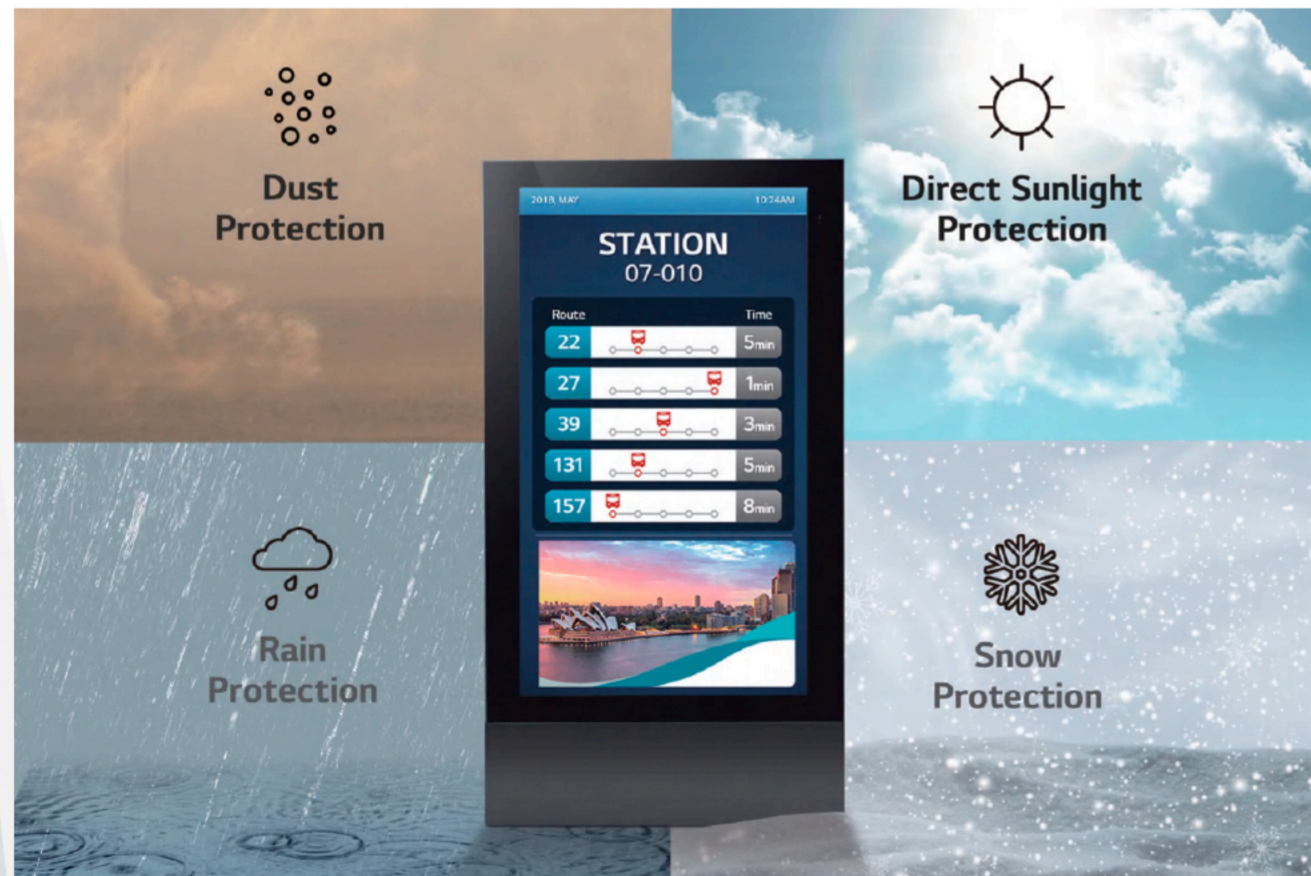 Dust
Protection
Direct Sunlight
Protection
2018, MAY 10:24AM
STATION
07-010
Route Time
22 5min
27 1min
39 3min
131 5min
157 8min
Rain
Protection
Snow
Protection